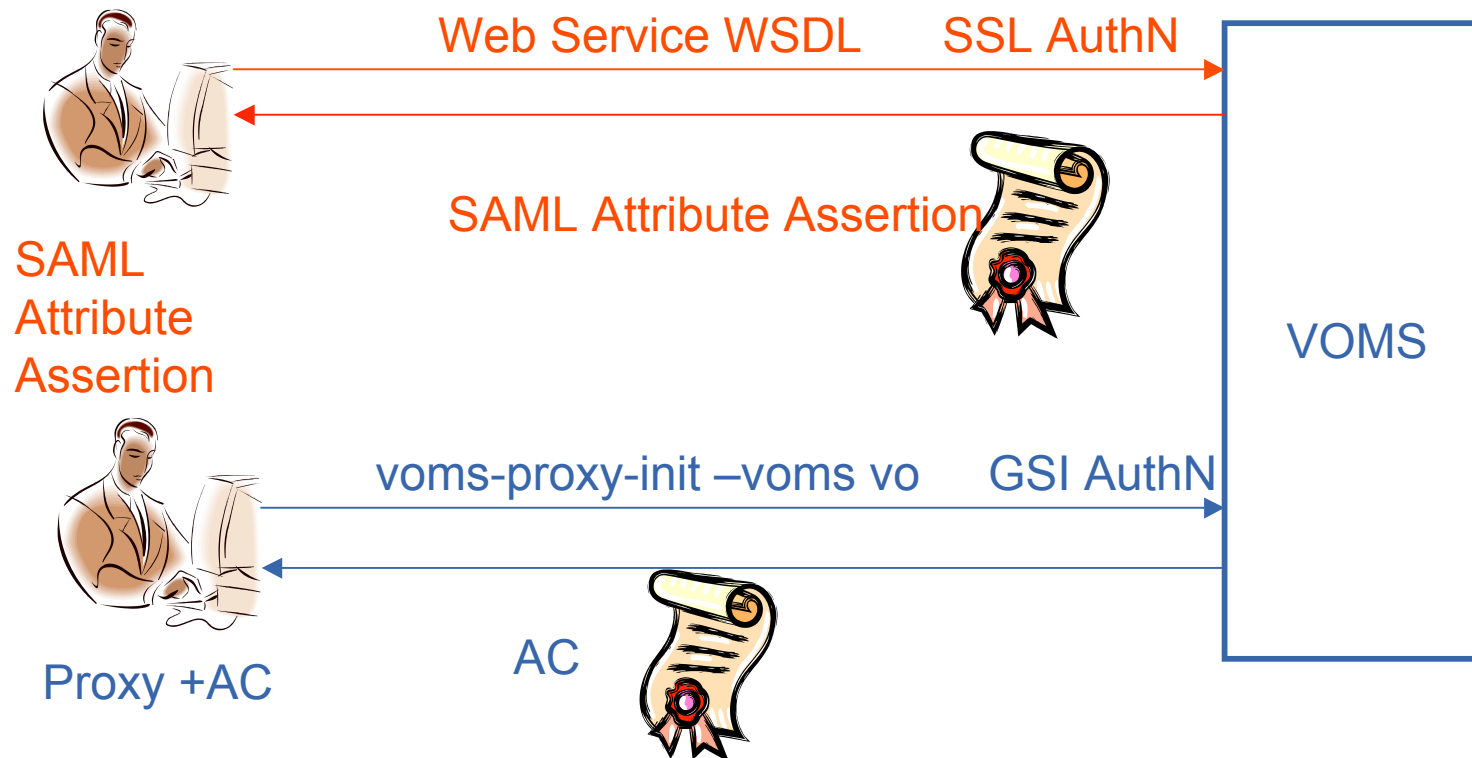 Web Service WSDL SSL AuthN
SAML Attribute Assertion
SAML
Attribute
Assertion
VOMS
voms-proxy-init –voms vo GSI AuthN
AC
Proxy +AC